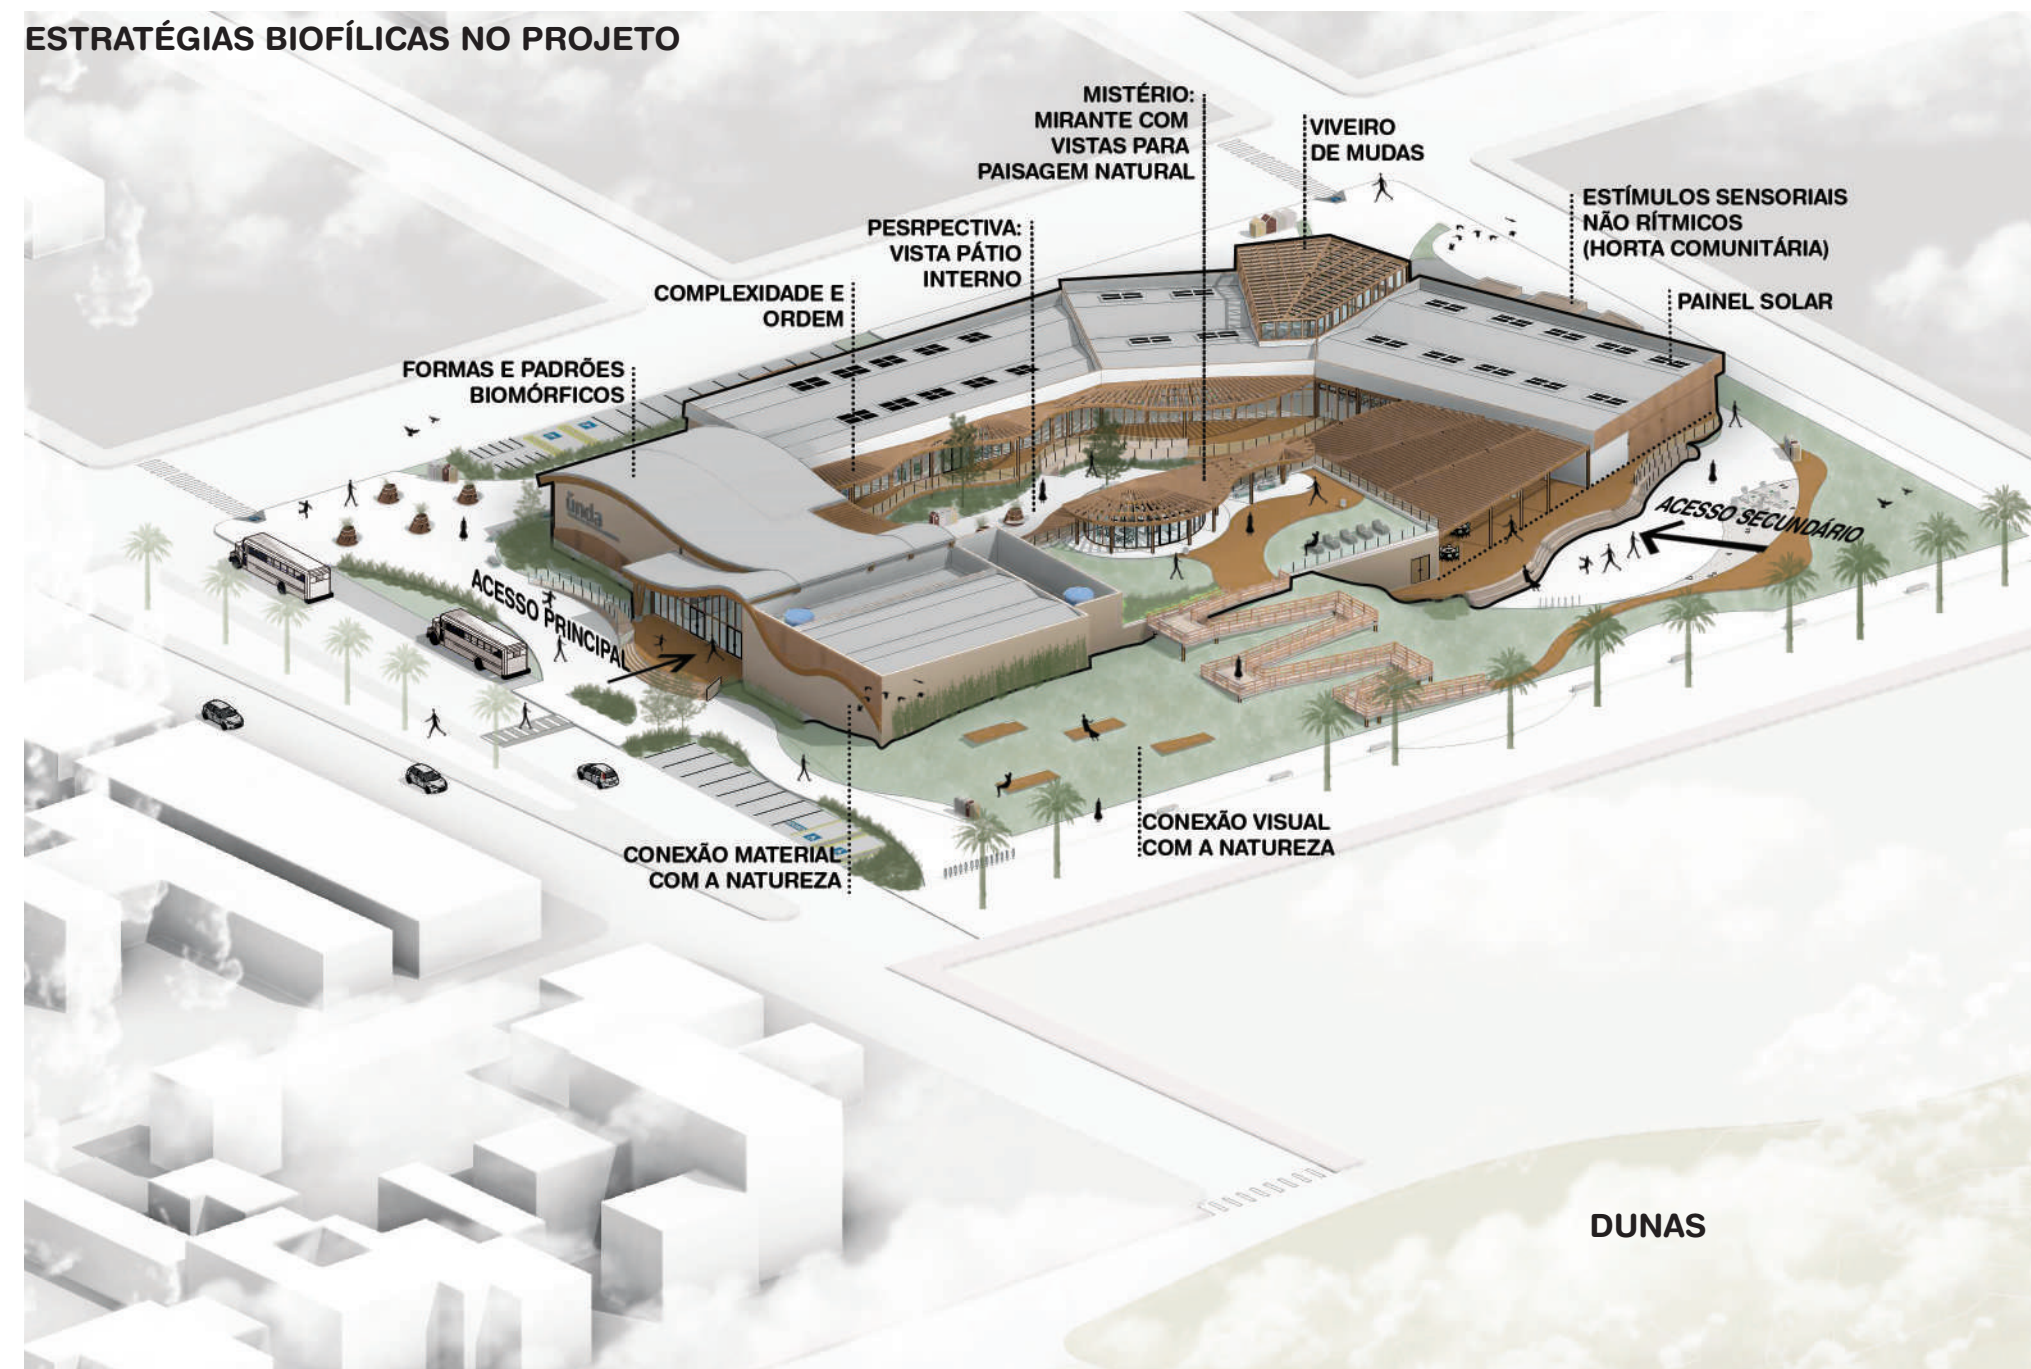 ESTRATÉGIAS BIOFÍLICAS NO PROJETO
MISTÉRIO:
MIRANTE COM
VISTAS PARA
PAISAGEM NATURAL
VIVEIRO
DE MUDAS
ESTÍMULOS SENSORIAIS
NÃO RÍTMICOS
(HORTA COMUNITÁRIA)
PESRPECTIVA:
VISTA PÁTIO
INTERNO
COMPLEXIDADE E
ORDEM
PAINEL SOLAR
FORMAS E PADRÕES
BIOMÓRFICOS
ünda
ACESSO SECUNDÁRIO
ACESSO PRINCIPAL
CONEXÃO MATERIAL
COM A NATUREZA
CONEXÃO VISUAL
COM A NATUREZA
DUNAS